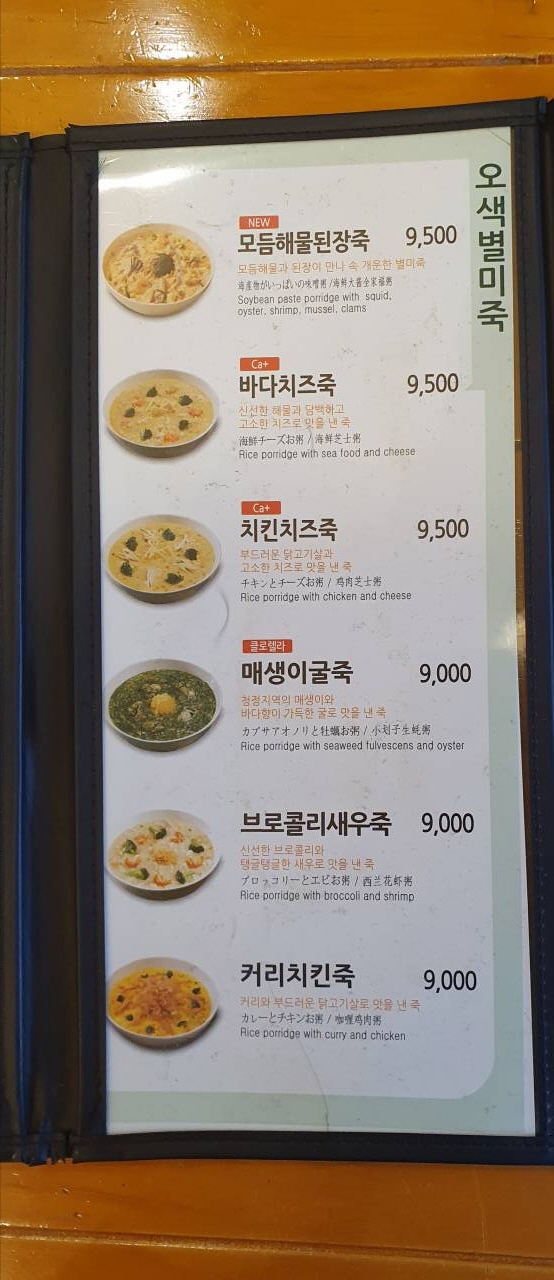 오색별미죽
NEW
모듬해물된장죽 9,500
모듬해물과 된장이 만나 속 개운한 별미죽
海産物がいっぱいの味噌粥 /海鲜大酱全家福粥
Soybean paste porridge with squid,
oyster, shrimp, mussel, clams
Ca+
바다치즈죽 9,500
신선한 해물과 담백하고
고소한 치즈로 맛을 낸 죽
海鮮チーズお粥 / 海鲜芝士粥
Rice porridge with sea food and cheese
Ca+
치킨치즈죽 9,500
부드러운 닭고기살과
고소한 치즈로 맛을 낸 죽
チキンとチーズお粥 / 鸡肉芝士粥
Rice porridge with chicken and cheese
클로렐라
매생이굴죽 9,000
청정지역의 매생이와
바다향이 가득한 굴로 맛을 낸 죽
カプサアオノリと牡蠣お粥 / 小划子生蚝粥
Rice porridge with seaweed fulvescens and oyster
브로콜리새우죽 9,000
신선한 브로콜리와
탱글탱글한 새우로 맛을 낸 죽
ブロッコリーとエビお粥 / 西兰花虾粥
Rice porridge with broccoli and shrimp
커리치킨죽 9,000
커리와 부드러운 닭고기살로 맛을 낸 죽
カレーとチキンお粥 / 咖喱鸡肉粥
Rice porridge with curry and chicken